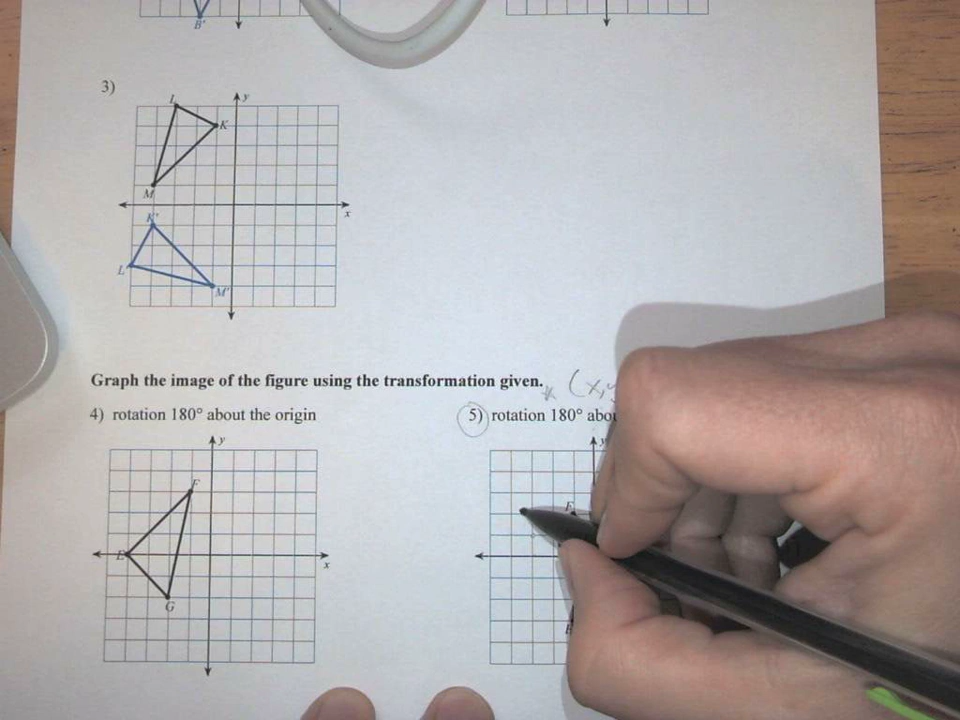 B'
3)
y
L
K
M
x
K'
L'
M'
Graph the image of the figure using the transformation given. * (x,y
4) rotation 180° about the origin
5) rotation 180° abou
y
y
F
E
x
G